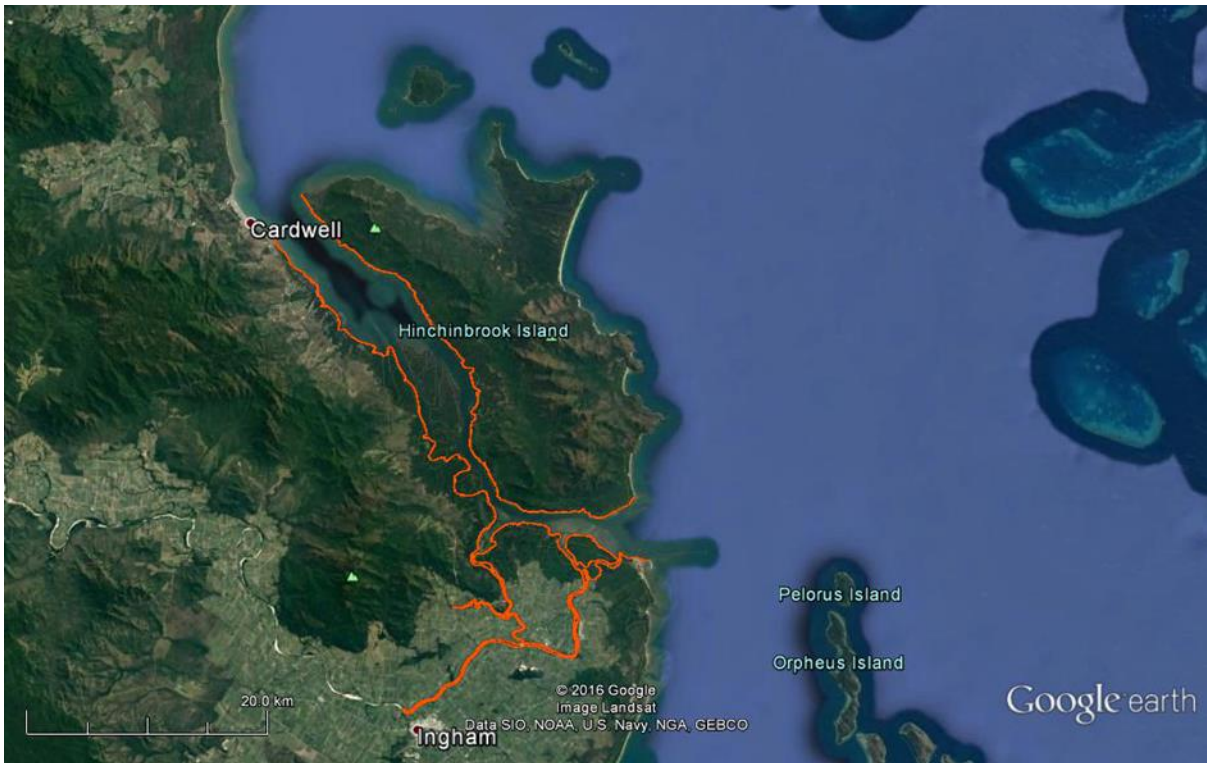 Cardwell
Hinchinbrook Island
Pelorus Island
Orpheus Island
20.0 km
© 2016 Google
Image Landsat
Data SIO, NOAA, U.S. Navy, NGA, GEBCO
Google earth
Ingham